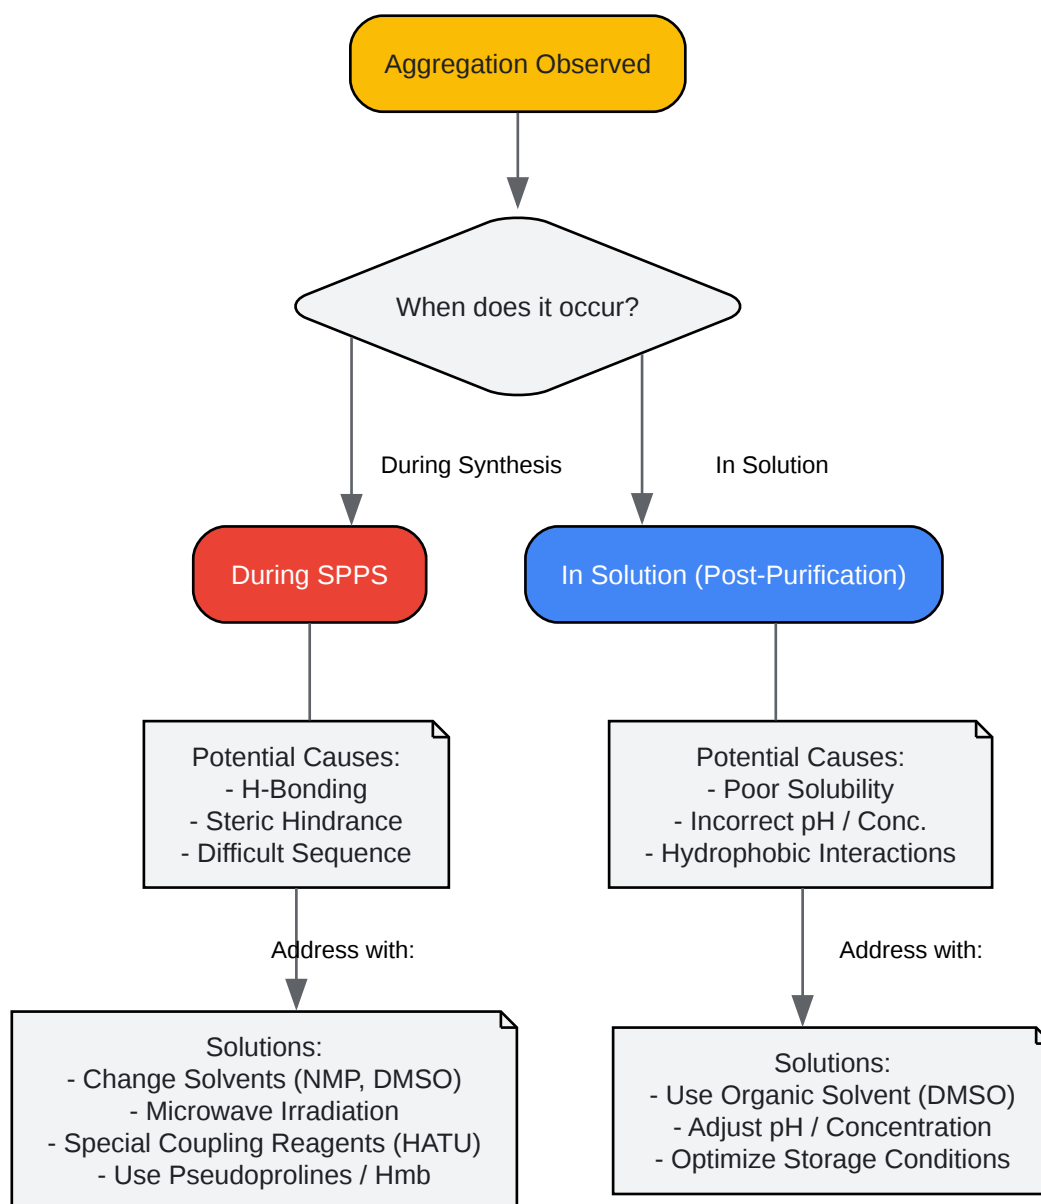 Aggregation Observed
When does it occur?
During Synthesis
In Solution
During SPPS
In Solution (Post-Purification)
Potential Causes:
- H-Bonding
- Steric Hindrance
- Difficult Sequence
Potential Causes:
- Poor Solubility
- Incorrect pH / Conc.
- Hydrophobic Interactions
Address with:
Address with:
Solutions:
- Change Solvents (NMP, DMSO)
- Microwave Irradiation
- Special Coupling Reagents (HATU)
- Use Pseudoprolines / Hmb
Solutions:
- Use Organic Solvent (DMSO)
- Adjust pH / Concentration
- Optimize Storage Conditions